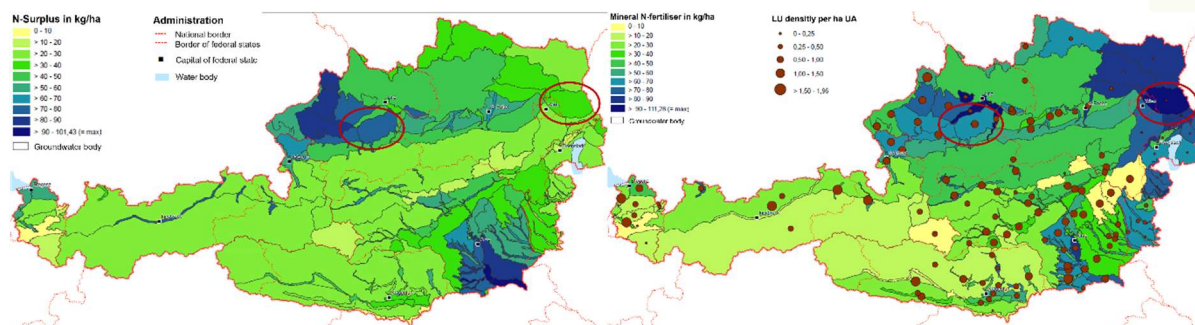 N-Surplus in kg/ha
0 - 10
> 10 - 20
> 20 - 30
> 30 - 40
> 40 - 50
> 50 - 60
> 60 - 70
> 70 - 80
> 80 - 90
> 90 - 101,43 (= max)
Groundwater body
Administration
National border
Border of federal states
Capital of federal state
Water body
Mineral N-fertiliser in kg/ha
0 - 10
> 10 - 20
> 20 - 30
> 30 - 40
> 40 - 50
> 50 - 60
> 60 - 70
> 70 - 80
> 80 - 90
> 90 - 111,76 (= max)
Groundwater body
LU densitiy per ha UA
0 - 0,25
0,25 - 0,50
0,50 - 1,00
1,00 - 1,50
> 1,50 - 1,96